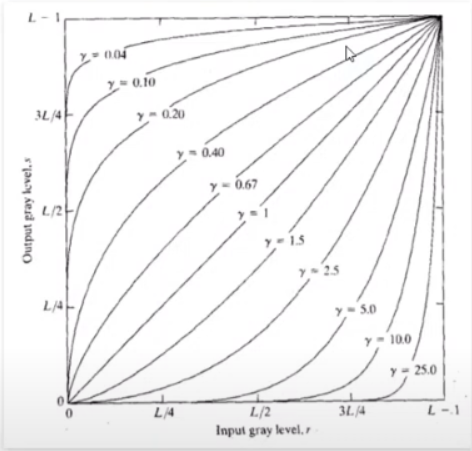 L − 1
γ = 0.04
γ = 0.10
3L/4
γ = 0.20
γ = 0.40
γ = 0.67
Output gray level, s
L/2
γ = 1
γ = 1.5
γ = 2.5
L/4
γ = 5.0
γ = 10.0
γ = 25.0
0
0
L/4
L/2
3L/4
L − 1
Input gray level, r